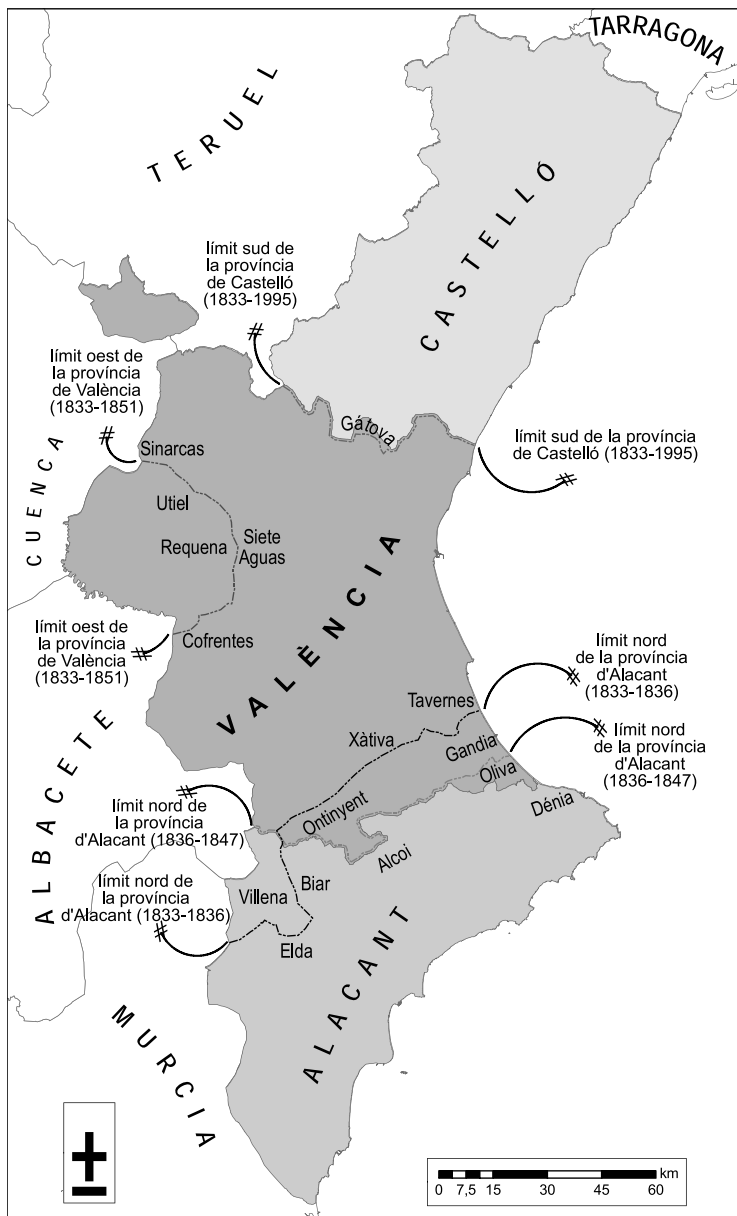 TARRAGONA
TERUEL
CASTELLÓ
límit sud de
la província
de Castelló
(1833-1995)
límit oest de
la província
de València
(1833-1851)
Gátova
límit sud de la província
de Castelló (1833-1995)
CUENCA
Sinarcas
Utiel
Requena
Siete
Aguas
VALÈNCIA
límit oest de
la província
de València
(1833-1851)
Cofrentes
límit nord
de la província
d'Alacant
(1833-1836)
Tavernes
Xàtiva
Gandia
límit nord
de la província
d'Alacant
(1836-1847)
Oliva
ALBACETE
límit nord de
la província
d'Alacant (1836-1847)
Ontinyent
Dénia
Alcoi
límit nord de
la província
d'Alacant (1833-1836)
Biar
Villena
Elda
ALACANT
MURCIA
km
0 7,5 15 30 45 60